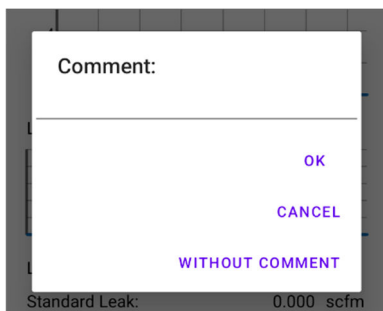 Comment:
OK
CANCEL
WITHOUT COMMENT
Standard Leak: 0.000 scfm